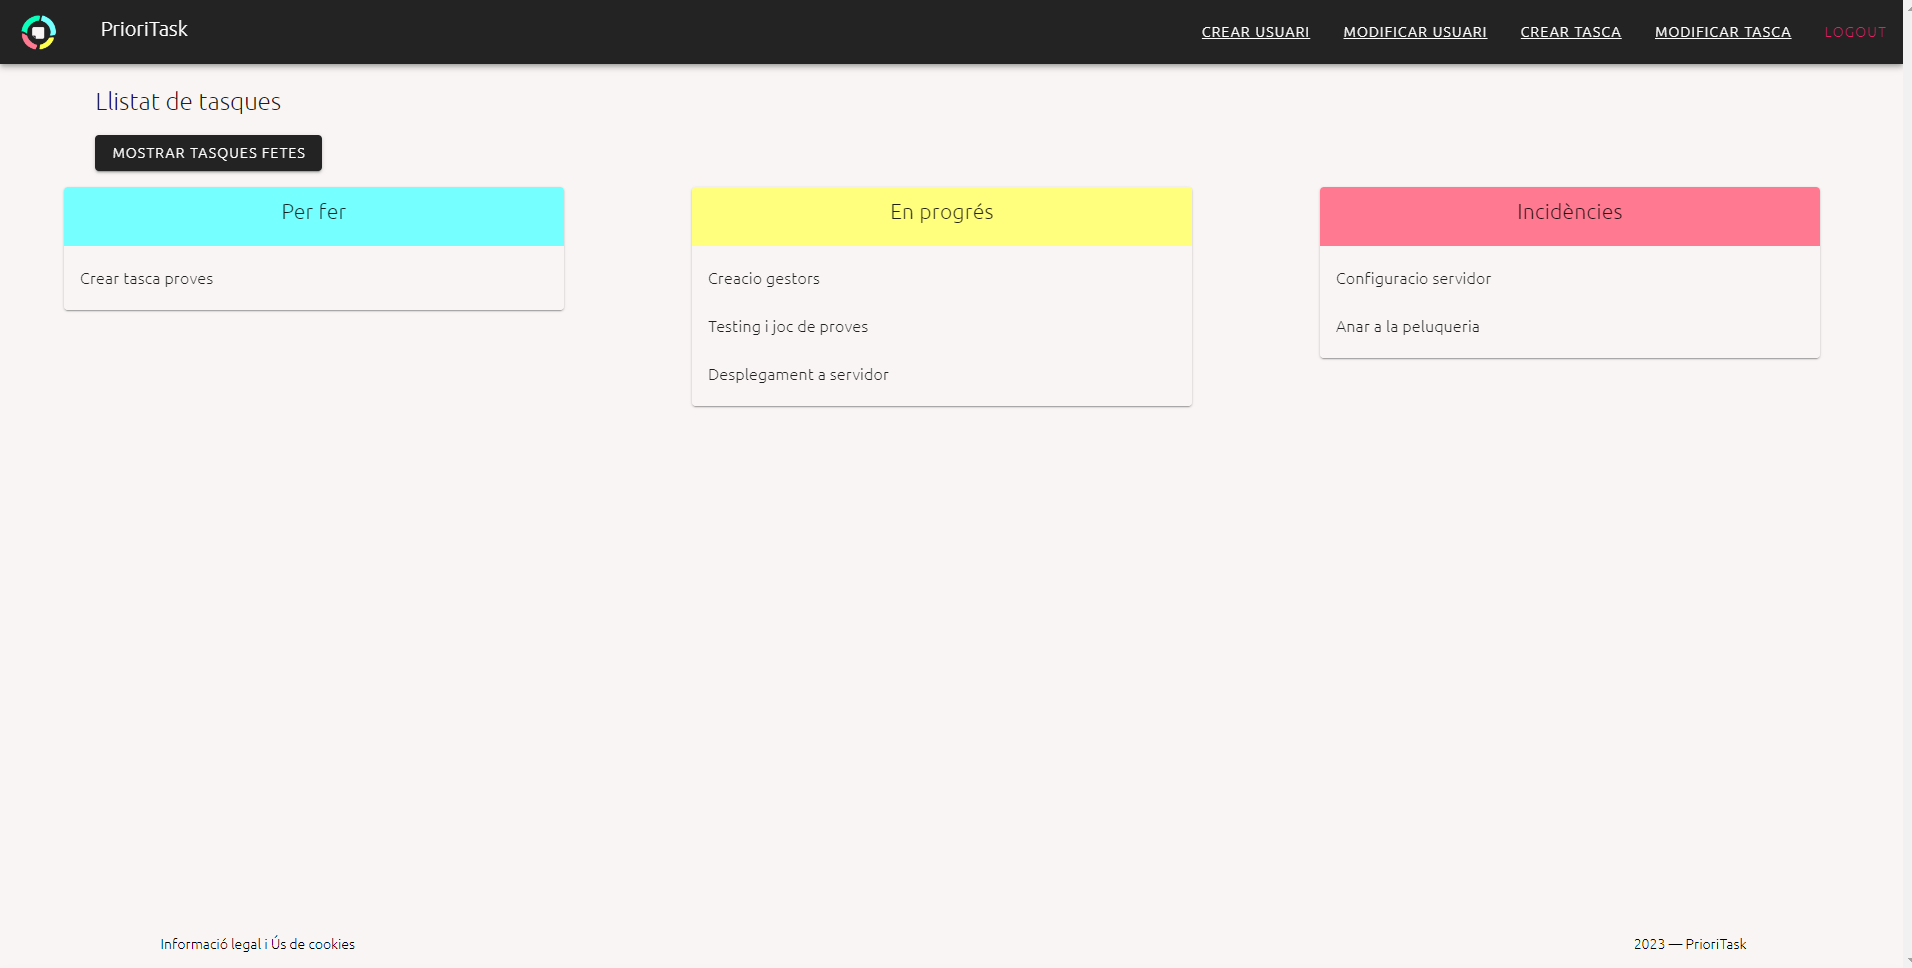 PrioriTask
CREAR USUARI
MODIFICAR USUARI
CREAR TASCA
MODIFICAR TASCA
LOGOUT
Llistat de tasques
MOSTRAR TASQUES FETES
Per fer
Crear tasca proves
En progrés
Creacio gestors
Testing i joc de proves
Desplegament a servidor
Incidències
Configuracio servidor
Anar a la peluqueria
Informació legal i Ús de cookies
2023 — PrioriTask